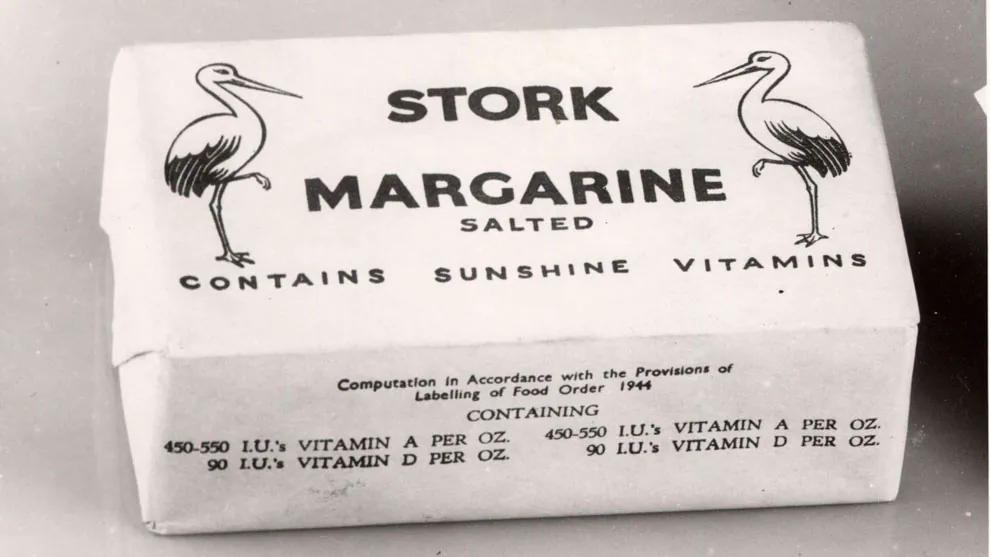 STORK
MARGARINE
SALTED
CONTAINS SUNSHINE VITAMINS
Computation in Accordance with the Provisions of
Labelling of Food Order 1944
CONTAINING
450-550 I.U.'s VITAMIN A PER OZ. 450-550 I.U.'s VITAMIN A PER OZ.
90 I.U.'s VITAMIN D PER OZ. 90 I.U.'s VITAMIN D PER OZ.